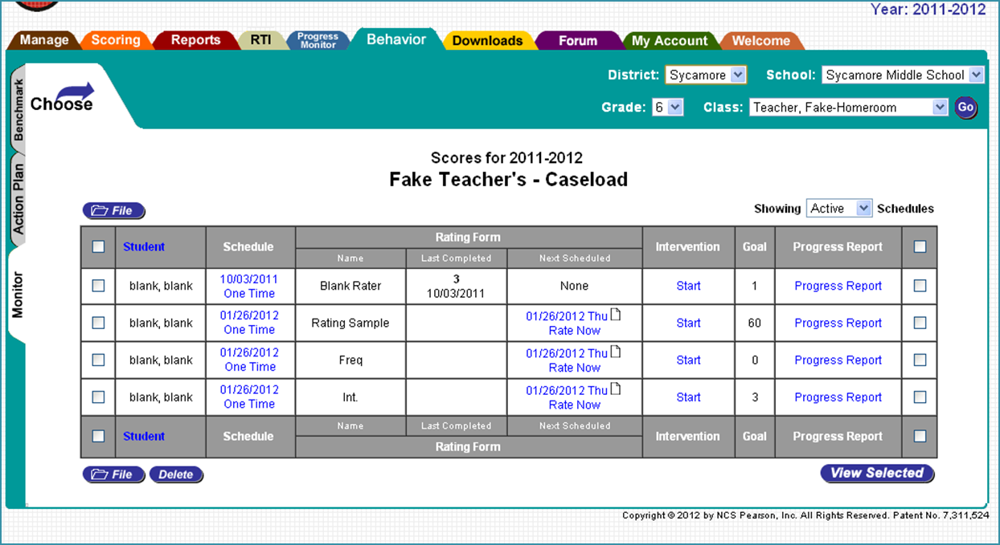 Year: 2011-2012
Manage Scoring Reports RTI Progress Monitor Behavior Downloads Forum My Account Welcome
District: Sycamore School: Sycamore Middle School
Choose
Grade: 6 Class: Teacher, Fake-Homeroom Go
Benchmark
Action Plan
Monitor
Scores for 2011-2012
Fake Teacher's - Caseload
File Showing Active Schedules
Student Schedule Rating Form Intervention Goal Progress Report
Name Last Completed Next Scheduled
blank, blank 10/03/2011 One Time Blank Rater 3 10/03/2011 None Start 1 Progress Report
blank, blank 01/26/2012 One Time Rating Sample 01/26/2012 Thu Rate Now Start 60 Progress Report
blank, blank 01/26/2012 One Time Freq 01/26/2012 Thu Rate Now Start 0 Progress Report
blank, blank 01/26/2012 One Time Int. 01/26/2012 Thu Rate Now Start 3 Progress Report
Name Last Completed Next Scheduled
Student Schedule Rating Form Intervention Goal Progress Report
File Delete View Selected
Copyright © 2012 by NCS Pearson, Inc. All Rights Reserved. Patent No. 7,311,524